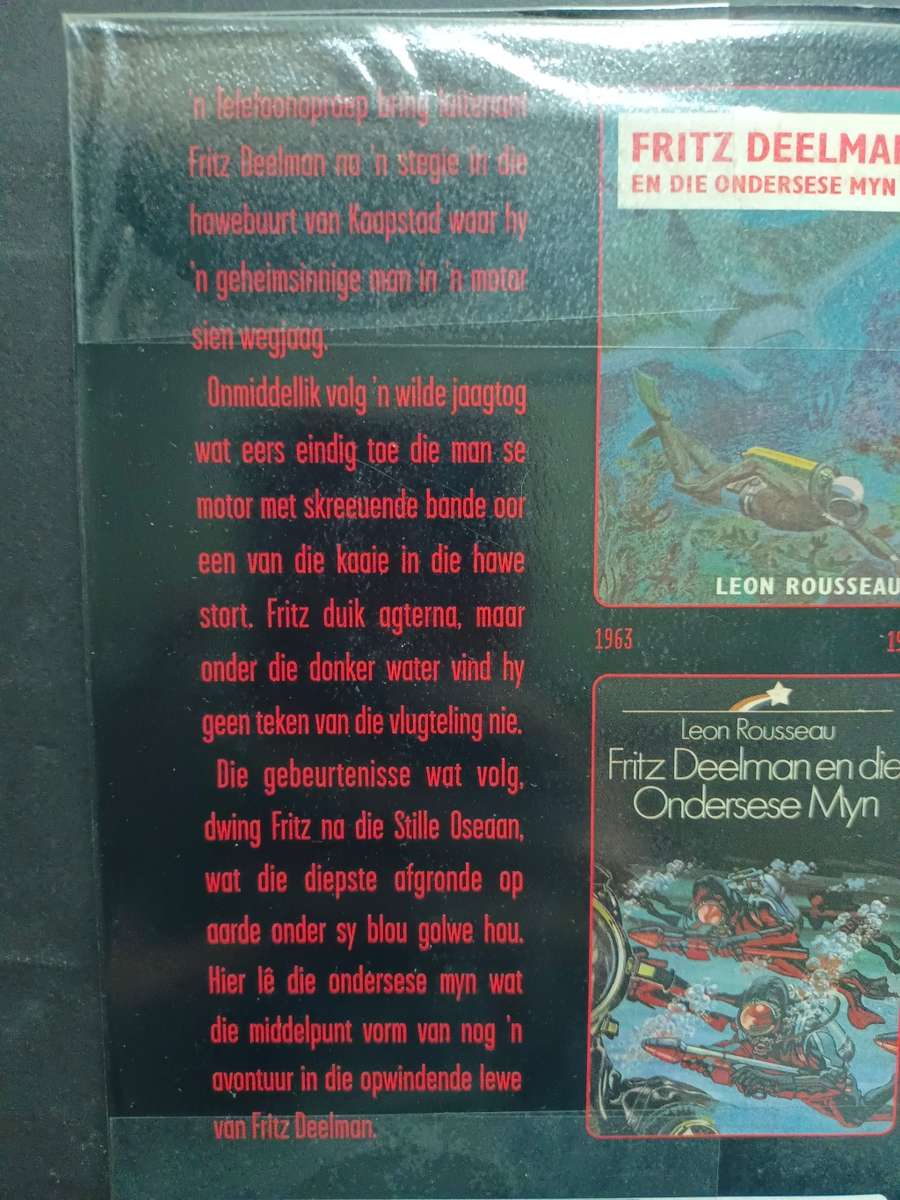 'n Telefoonoproep bring luitenant
Fritz Deelman na 'n stegie in die
hawebuurt van Kaapstad waar hy
'n geheimsinnige man in 'n motor
sien wegjaag.
Onmiddellik volg 'n wilde jaagtog
wat eers eindig toe die man se
motor met skreeuende bande oor
een van die kaaie in die hawe
stort. Fritz duik agterna, maar
onder die donker water vind hy
geen teken van die vlugteling nie.
Die gebeurtenisse wat volg,
dwing Fritz na die Stille Oseaan,
wat die diepste afgronde op
aarde onder sy blou golwe hou.
Hier lê die ondersese myn wat
die middelpunt vorm van nog 'n
avontuur in die opwindende lewe
van Fritz Deelman.
FRITZ DEELMAN
EN DIE ONDERSESE MYN
LEON ROUSSEAU
1963
Leon Rousseau
Fritz Deelman en die
Ondersese Myn